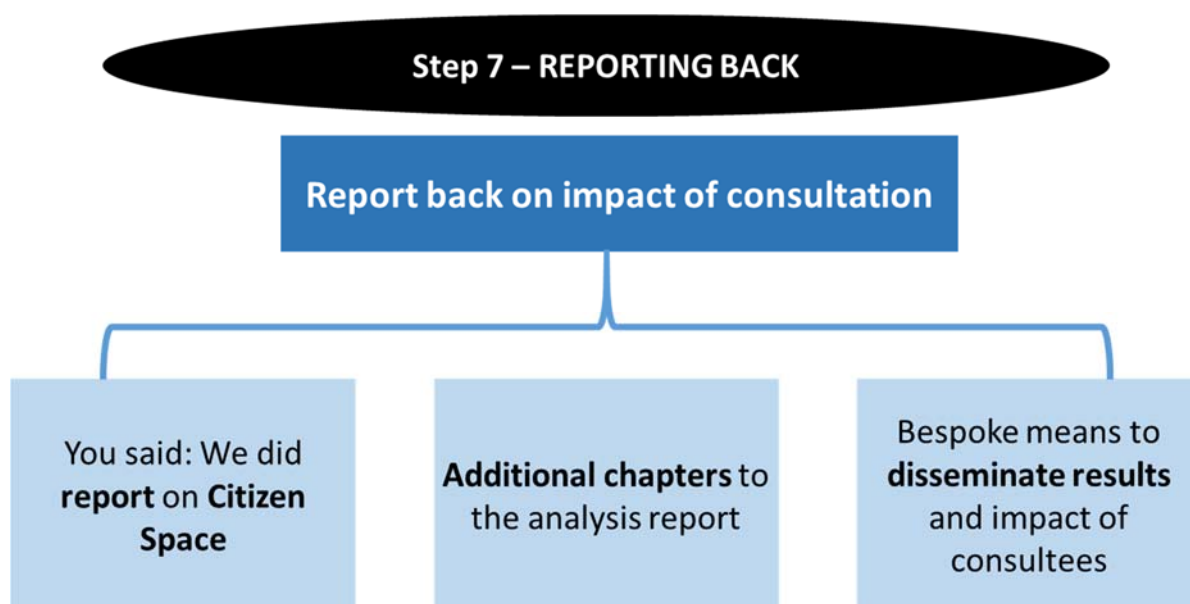 Step 7 – REPORTING BACK
Report back on impact of consultation
You said: We did
report on Citizen
Space
Additional chapters to
the analysis report
Bespoke means to
disseminate results
and impact of
consultees